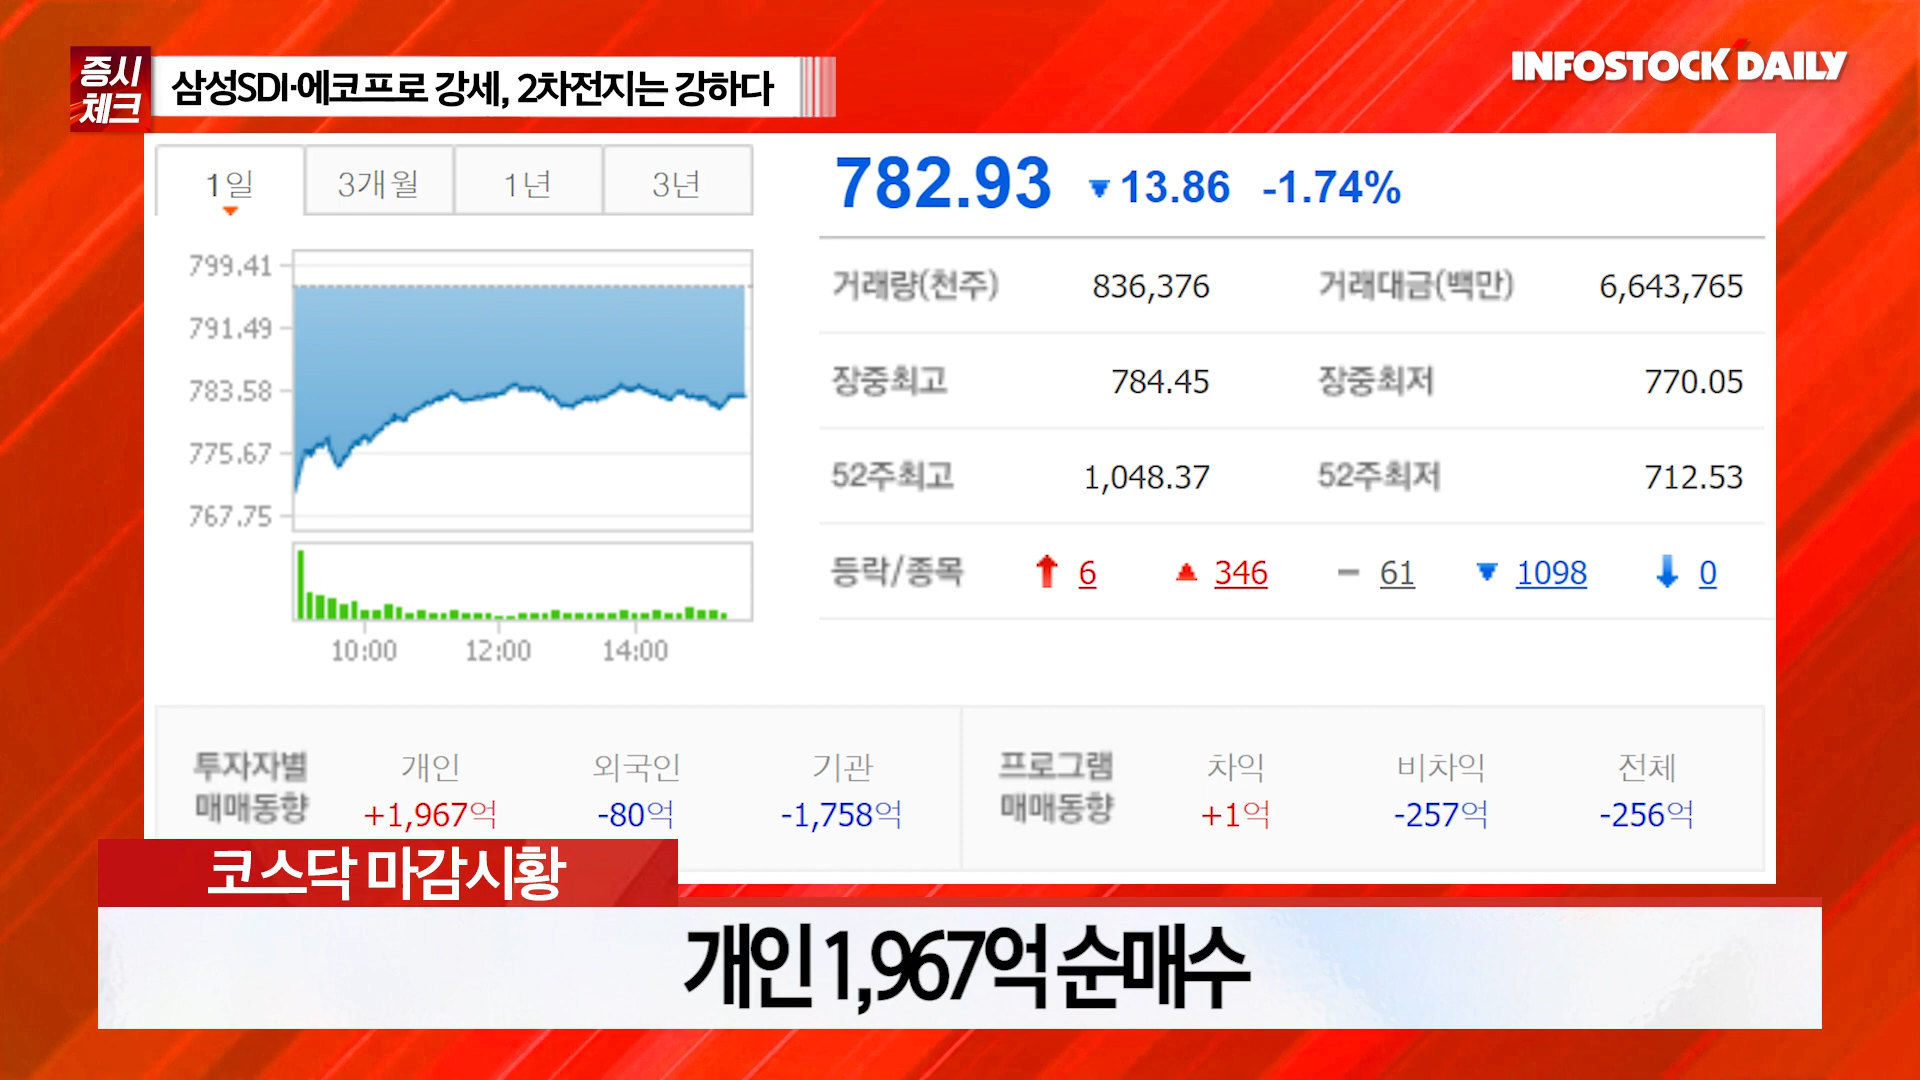 증시
체크
삼성SDI·에코프로 강세, 2차전지는 강하다
INFOSTOCK DAILY
1일 3개월 1년 3년
782.93 ▼ 13.86 -1.74%
799.41
791.49
783.58
775.67
767.75
10:00 12:00 14:00
거래량(천주) 836,376 거래대금(백만) 6,643,765
장중최고 784.45 장중최저 770.05
52주최고 1,048.37 52주최저 712.53
등락/종목 ↑ 6 ▲ 346 - 61 ▼ 1098 ↓ 0
투자자별 매매동향
개인 외국인 기관
+1,967억 -80억 -1,758억
프로그램 매매동향
차익 비차익 전체
+1억 -257억 -256억
코스닥 마감시황
개인 1,967억 순매수